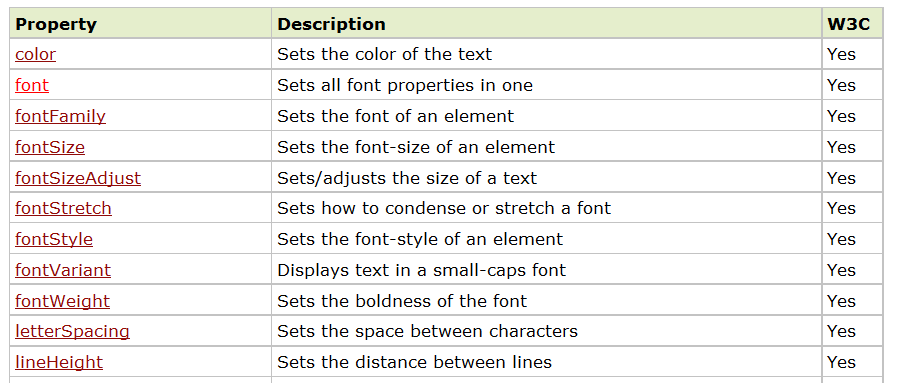 Property Description W3C
color Sets the color of the text Yes
font Sets all font properties in one Yes
fontFamily Sets the font of an element Yes
fontSize Sets the font-size of an element Yes
fontSizeAdjust Sets/adjusts the size of a text Yes
fontStretch Sets how to condense or stretch a font Yes
fontStyle Sets the font-style of an element Yes
fontVariant Displays text in a small-caps font Yes
fontWeight Sets the boldness of the font Yes
letterSpacing Sets the space between characters Yes
lineHeight Sets the distance between lines Yes